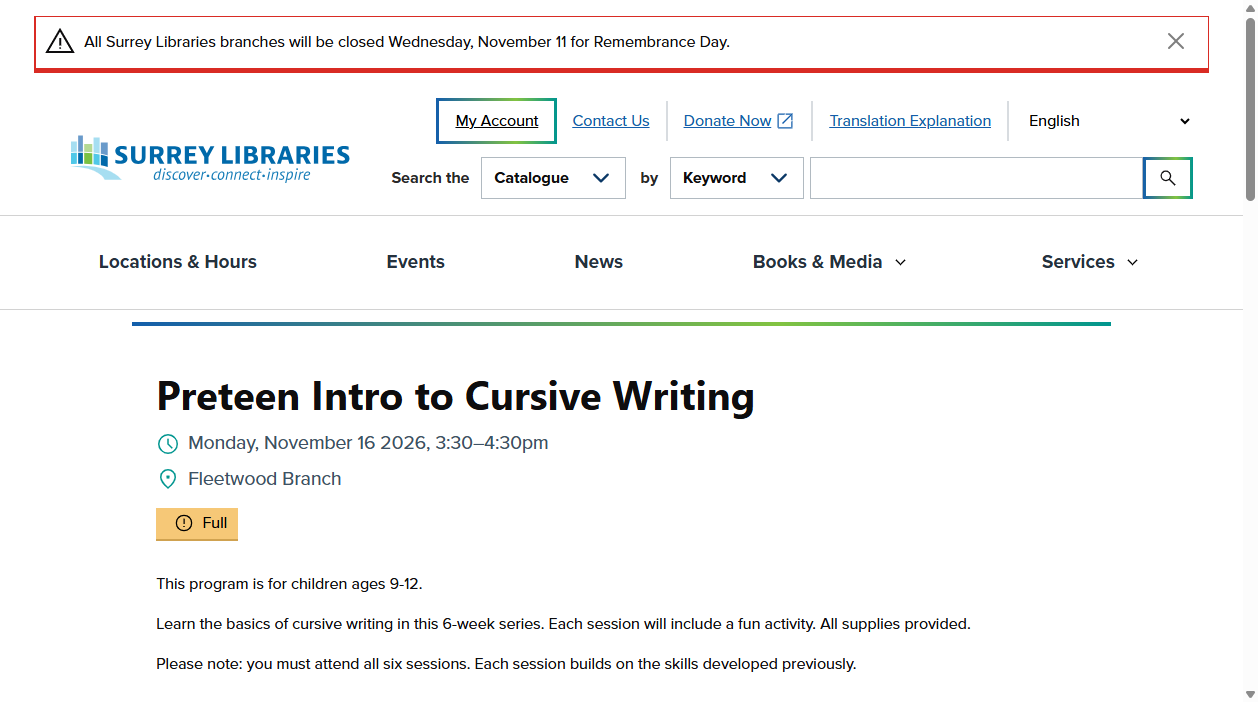 All Surrey Libraries branches will be closed Wednesday, November 11 for Remembrance Day.
My Account
Contact Us
Donate Now
Translation Explanation
English
SURREY LIBRARIES
discover·connect·inspire
Search the
Catalogue
by
Keyword
Locations & Hours
Events
News
Books & Media
Services
Preteen Intro to Cursive Writing
Monday, November 16 2026, 3:30–4:30pm
Fleetwood Branch
Full
This program is for children ages 9-12.
Learn the basics of cursive writing in this 6-week series. Each session will include a fun activity. All supplies provided.
Please note: you must attend all six sessions. Each session builds on the skills developed previously.